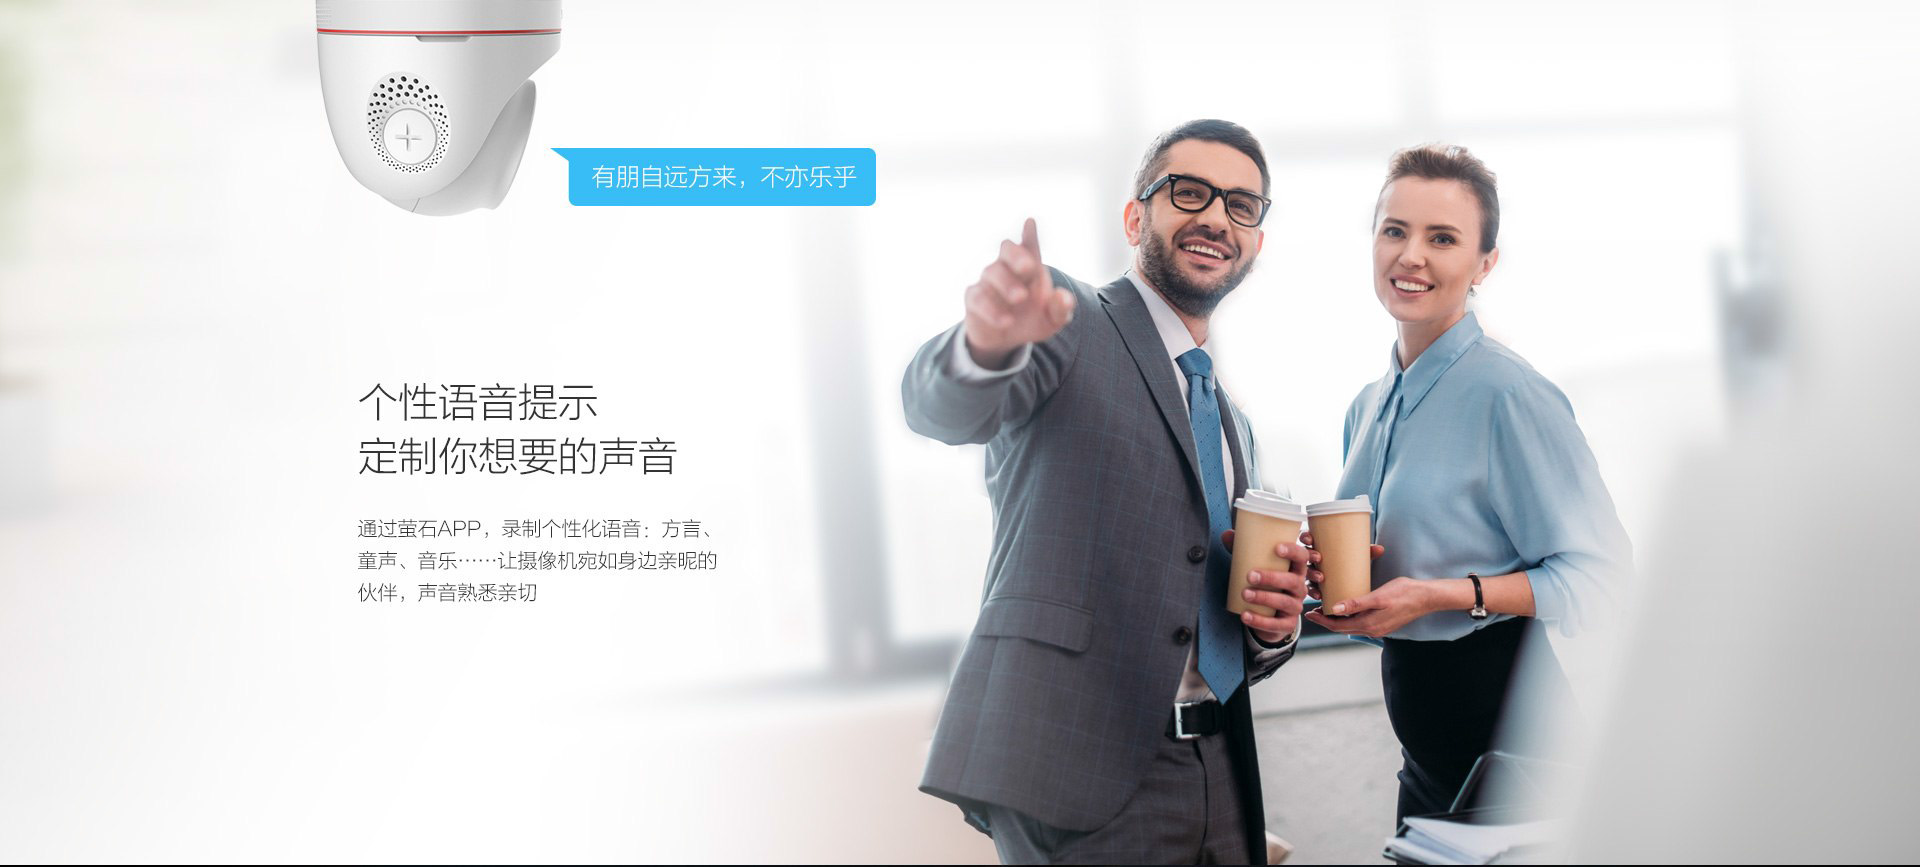 有朋自远方来，不亦乐乎
个性语音提示
定制你想要的声音
通过萤石APP，录制个性化语音：方言、
童声、音乐……让摄像机宛如身边亲昵的
伙伴，声音熟悉亲切